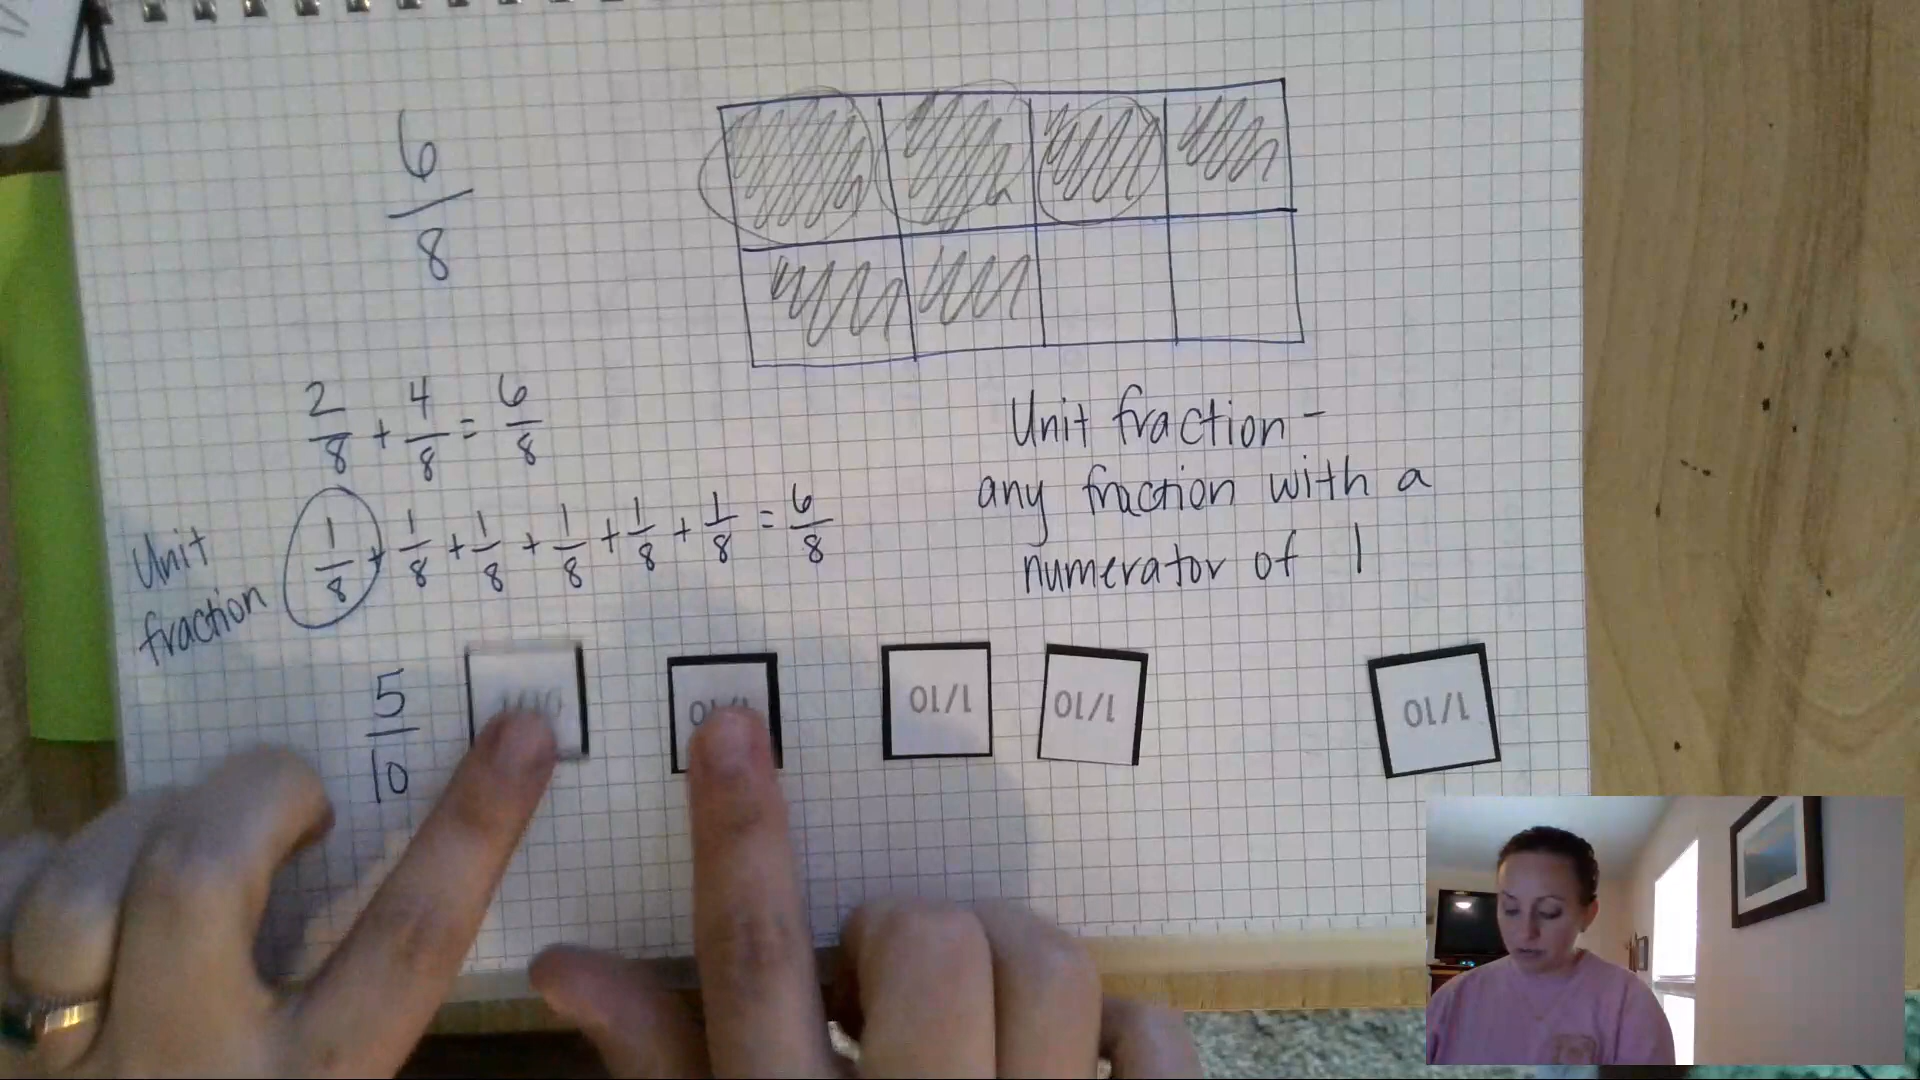 6
8
2/8 + 4/8 = 6/8
1/8 + 1/8 + 1/8 + 1/8 + 1/8 + 1/8 = 6/8
Unit
fraction
Unit fraction -
any fraction with a
numerator of 1
5
10
1/10
1/10
1/10
1/10